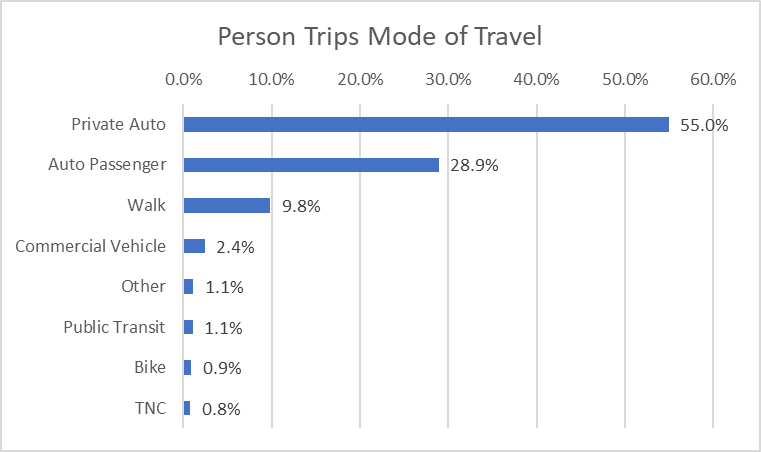 Person Trips Mode of Travel
0.0% 10.0% 20.0% 30.0% 40.0% 50.0% 60.0%
Private Auto 55.0%
Auto Passenger 28.9%
Walk 9.8%
Commercial Vehicle 2.4%
Other 1.1%
Public Transit 1.1%
Bike 0.9%
TNC 0.8%